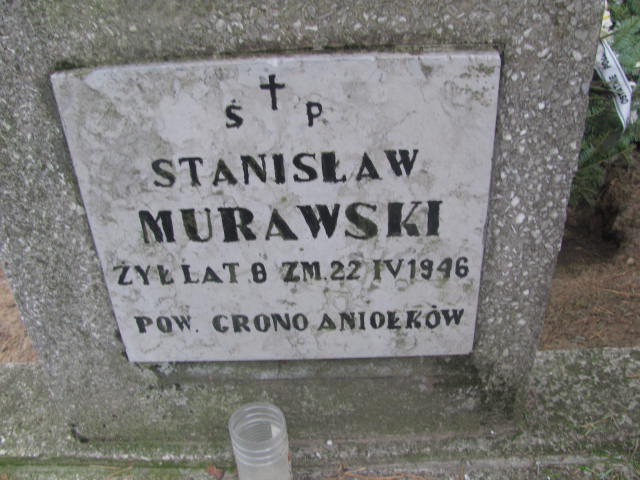 Ś † P.
STANISŁAW
MURAWSKI
ŻYŁ LAT 8 ZM. 22 IV 1946
POW. GRONO ANIOŁKÓW